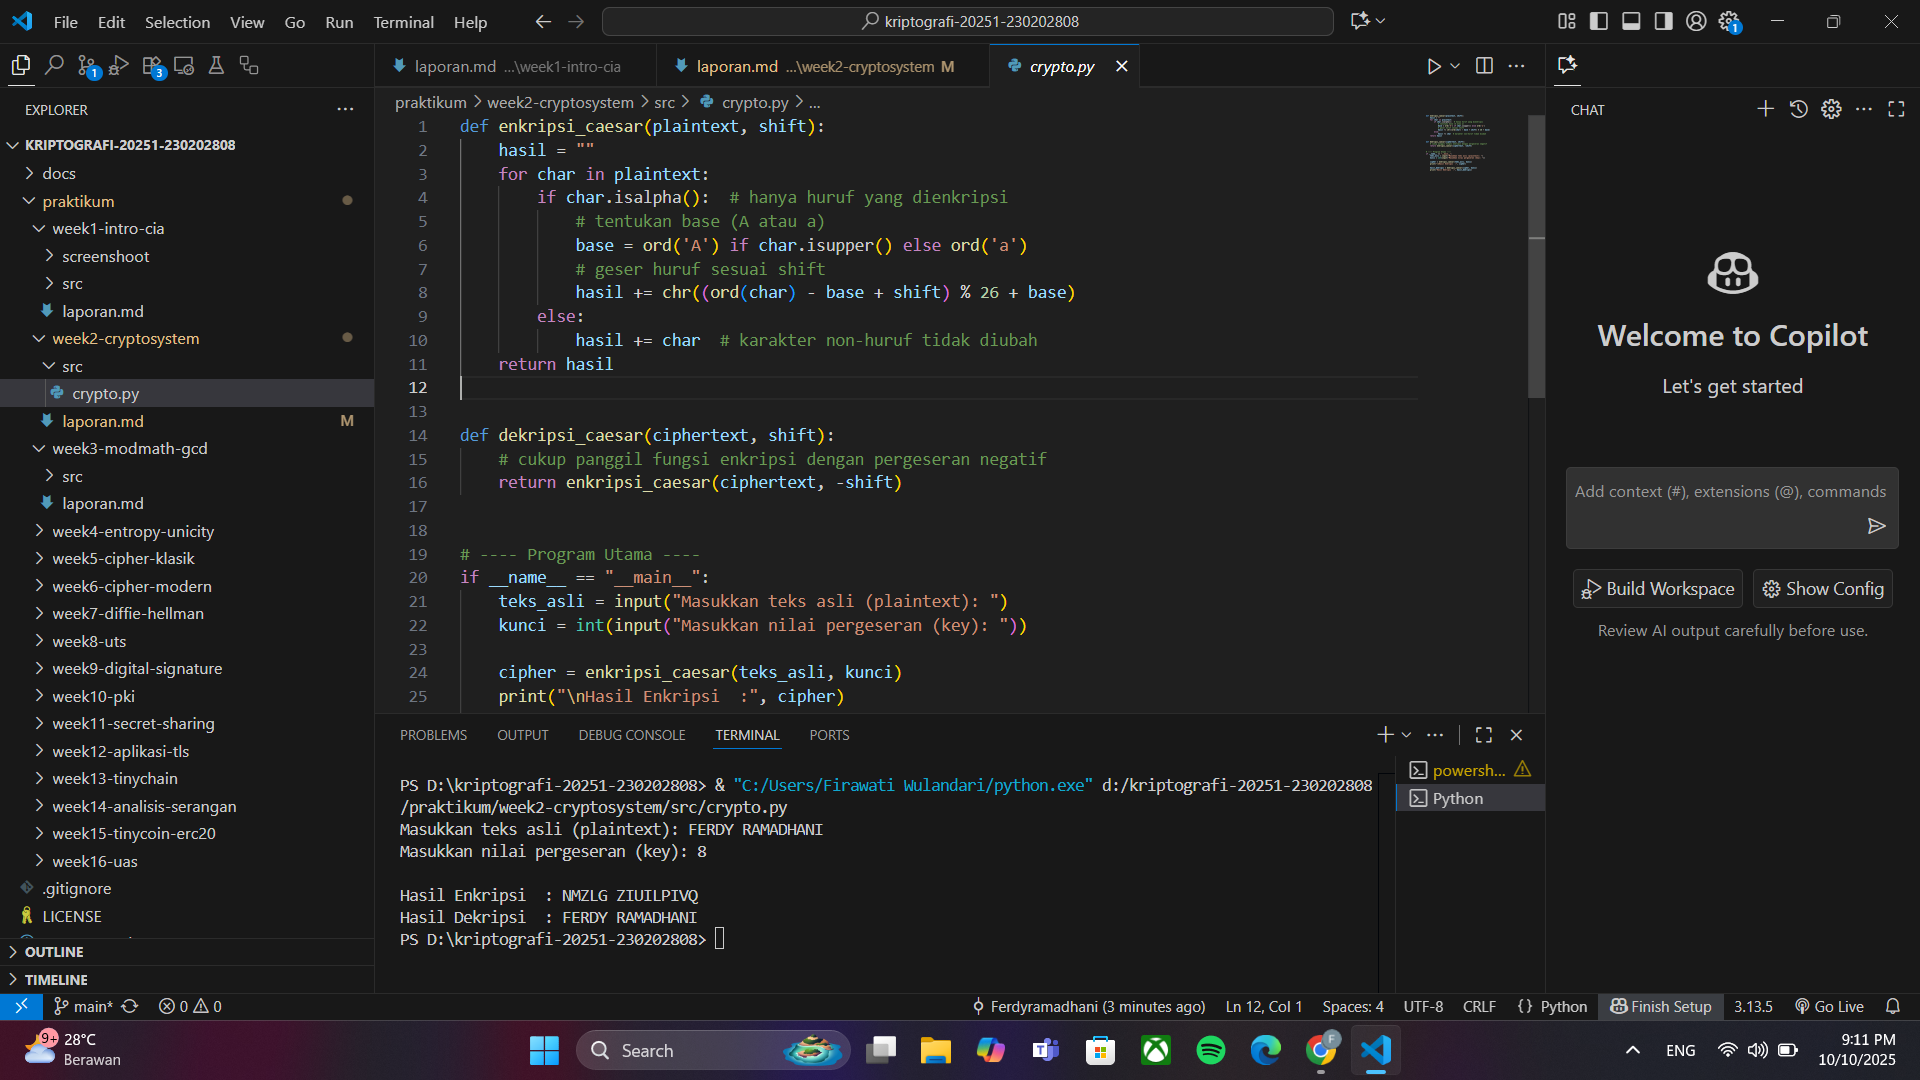 File Edit Selection View Go Run Terminal Help
kriptografi-20251-230202808
1
1
3
laporan.md ...\week1-intro-cia
laporan.md ...\week2-cryptosystem M
crypto.py
EXPLORER
KRIPTOGRAFI-20251-230202808
docs
praktikum
week1-intro-cia
screenshoot
src
laporan.md
week2-cryptosystem
src
crypto.py
laporan.md M
week3-modmath-gcd
src
laporan.md
week4-entropy-unicity
week5-cipher-klasik
week6-cipher-modern
week7-diffie-hellman
week8-uts
week9-digital-signature
week10-pki
week11-secret-sharing
week12-aplikasi-tls
week13-tinychain
week14-analisis-serangan
week15-tinycoin-erc20
week16-uas
.gitignore
LICENSE
OUTLINE
TIMELINE
praktikum > week2-cryptosystem > src > crypto.py > ...
1 def enkripsi_caesar(plaintext, shift):
2 hasil = ""
3 for char in plaintext:
4 if char.isalpha():  # hanya huruf yang dienkripsi
5 # tentukan base (A atau a)
6 base = ord('A') if char.isupper() else ord('a')
7 # geser huruf sesuai shift
8 hasil += chr((ord(char) - base + shift) % 26 + base)
9 else:
10 hasil += char  # karakter non-huruf tidak diubah
11 return hasil
12
13
14 def dekripsi_caesar(ciphertext, shift):
15 # cukup panggil fungsi enkripsi dengan pergeseran negatif
16 return enkripsi_caesar(ciphertext, -shift)
17
18
19 # ---- Program Utama ----
20 if __name__ == "__main__":
21 teks_asli = input("Masukkan teks asli (plaintext): ")
22 kunci = int(input("Masukkan nilai pergeseran (key): "))
23
24 cipher = enkripsi_caesar(teks_asli, kunci)
25 print("\nHasil Enkripsi  :", cipher)
PROBLEMS OUTPUT DEBUG CONSOLE TERMINAL PORTS
PS D:\kriptografi-20251-230202808> & "C:/Users/Firawati Wulandari/python.exe" d:/kriptografi-20251-230202808
/praktikum/week2-cryptosystem/src/crypto.py
Masukkan teks asli (plaintext): FERDY RAMADHANI
Masukkan nilai pergeseran (key): 8
Hasil Enkripsi  : NMZLG ZIUILPIVQ
Hasil Dekripsi  : FERDY RAMADHANI
PS D:\kriptografi-20251-230202808>
powersh...
Python
CHAT
Welcome to Copilot
Let's get started
Add context (#), extensions (@), commands
Build Workspace
Show Config
Review AI output carefully before use.
main* 0 0 Ferdyramadhani (3 minutes ago) Ln 12, Col 1 Spaces: 4 UTF-8 CRLF {} Python Finish Setup 3.13.5 Go Live
9+
28°C
Berawan
Search
F
ENG
9:11 PM
10/10/2025